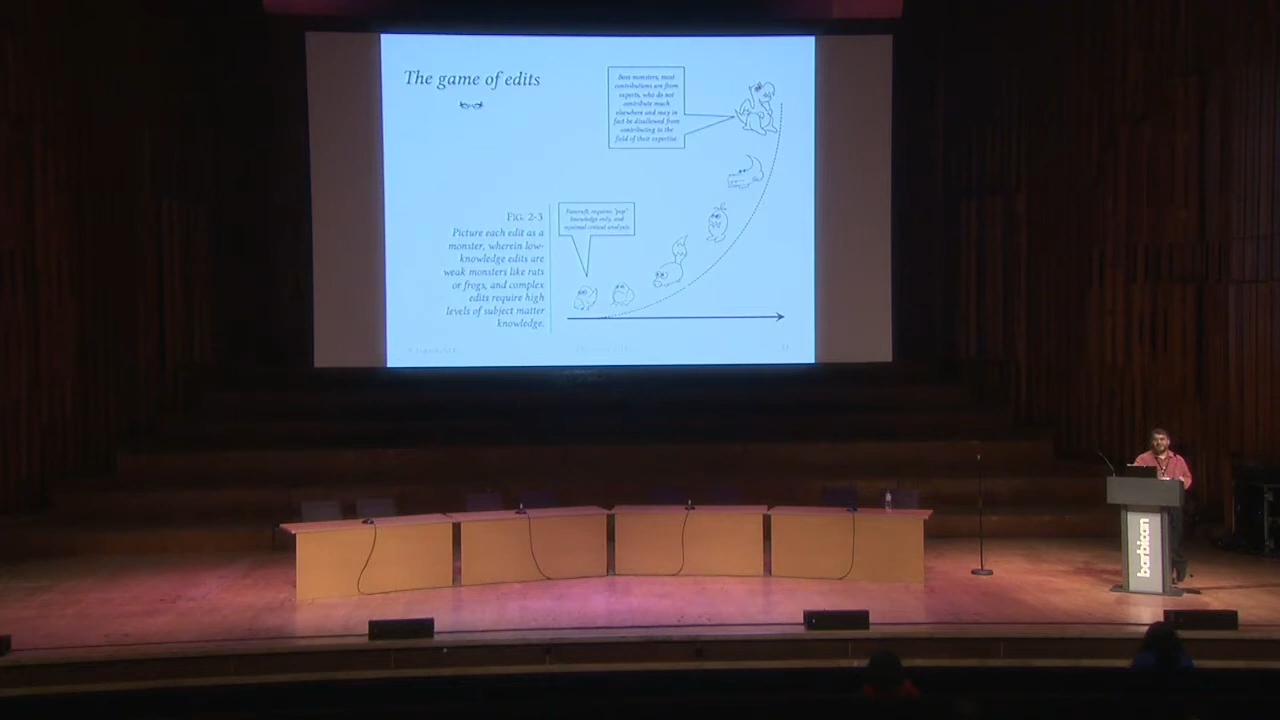 The game of edits
Boss monsters, most
contributions are from
experts, who do not
contribute much
elsewhere and may in
fact be disallowed from
contributing to the
field of their expertise.
Fancruft, requires "pop"
knowledge only, and
minimal critical analysis.
FIG. 2-3
Picture each edit as a
monster, wherein low-
knowledge edits are
weak monsters like rats
or frogs, and complex
edits require high
levels of subject matter
knowledge.
barbican